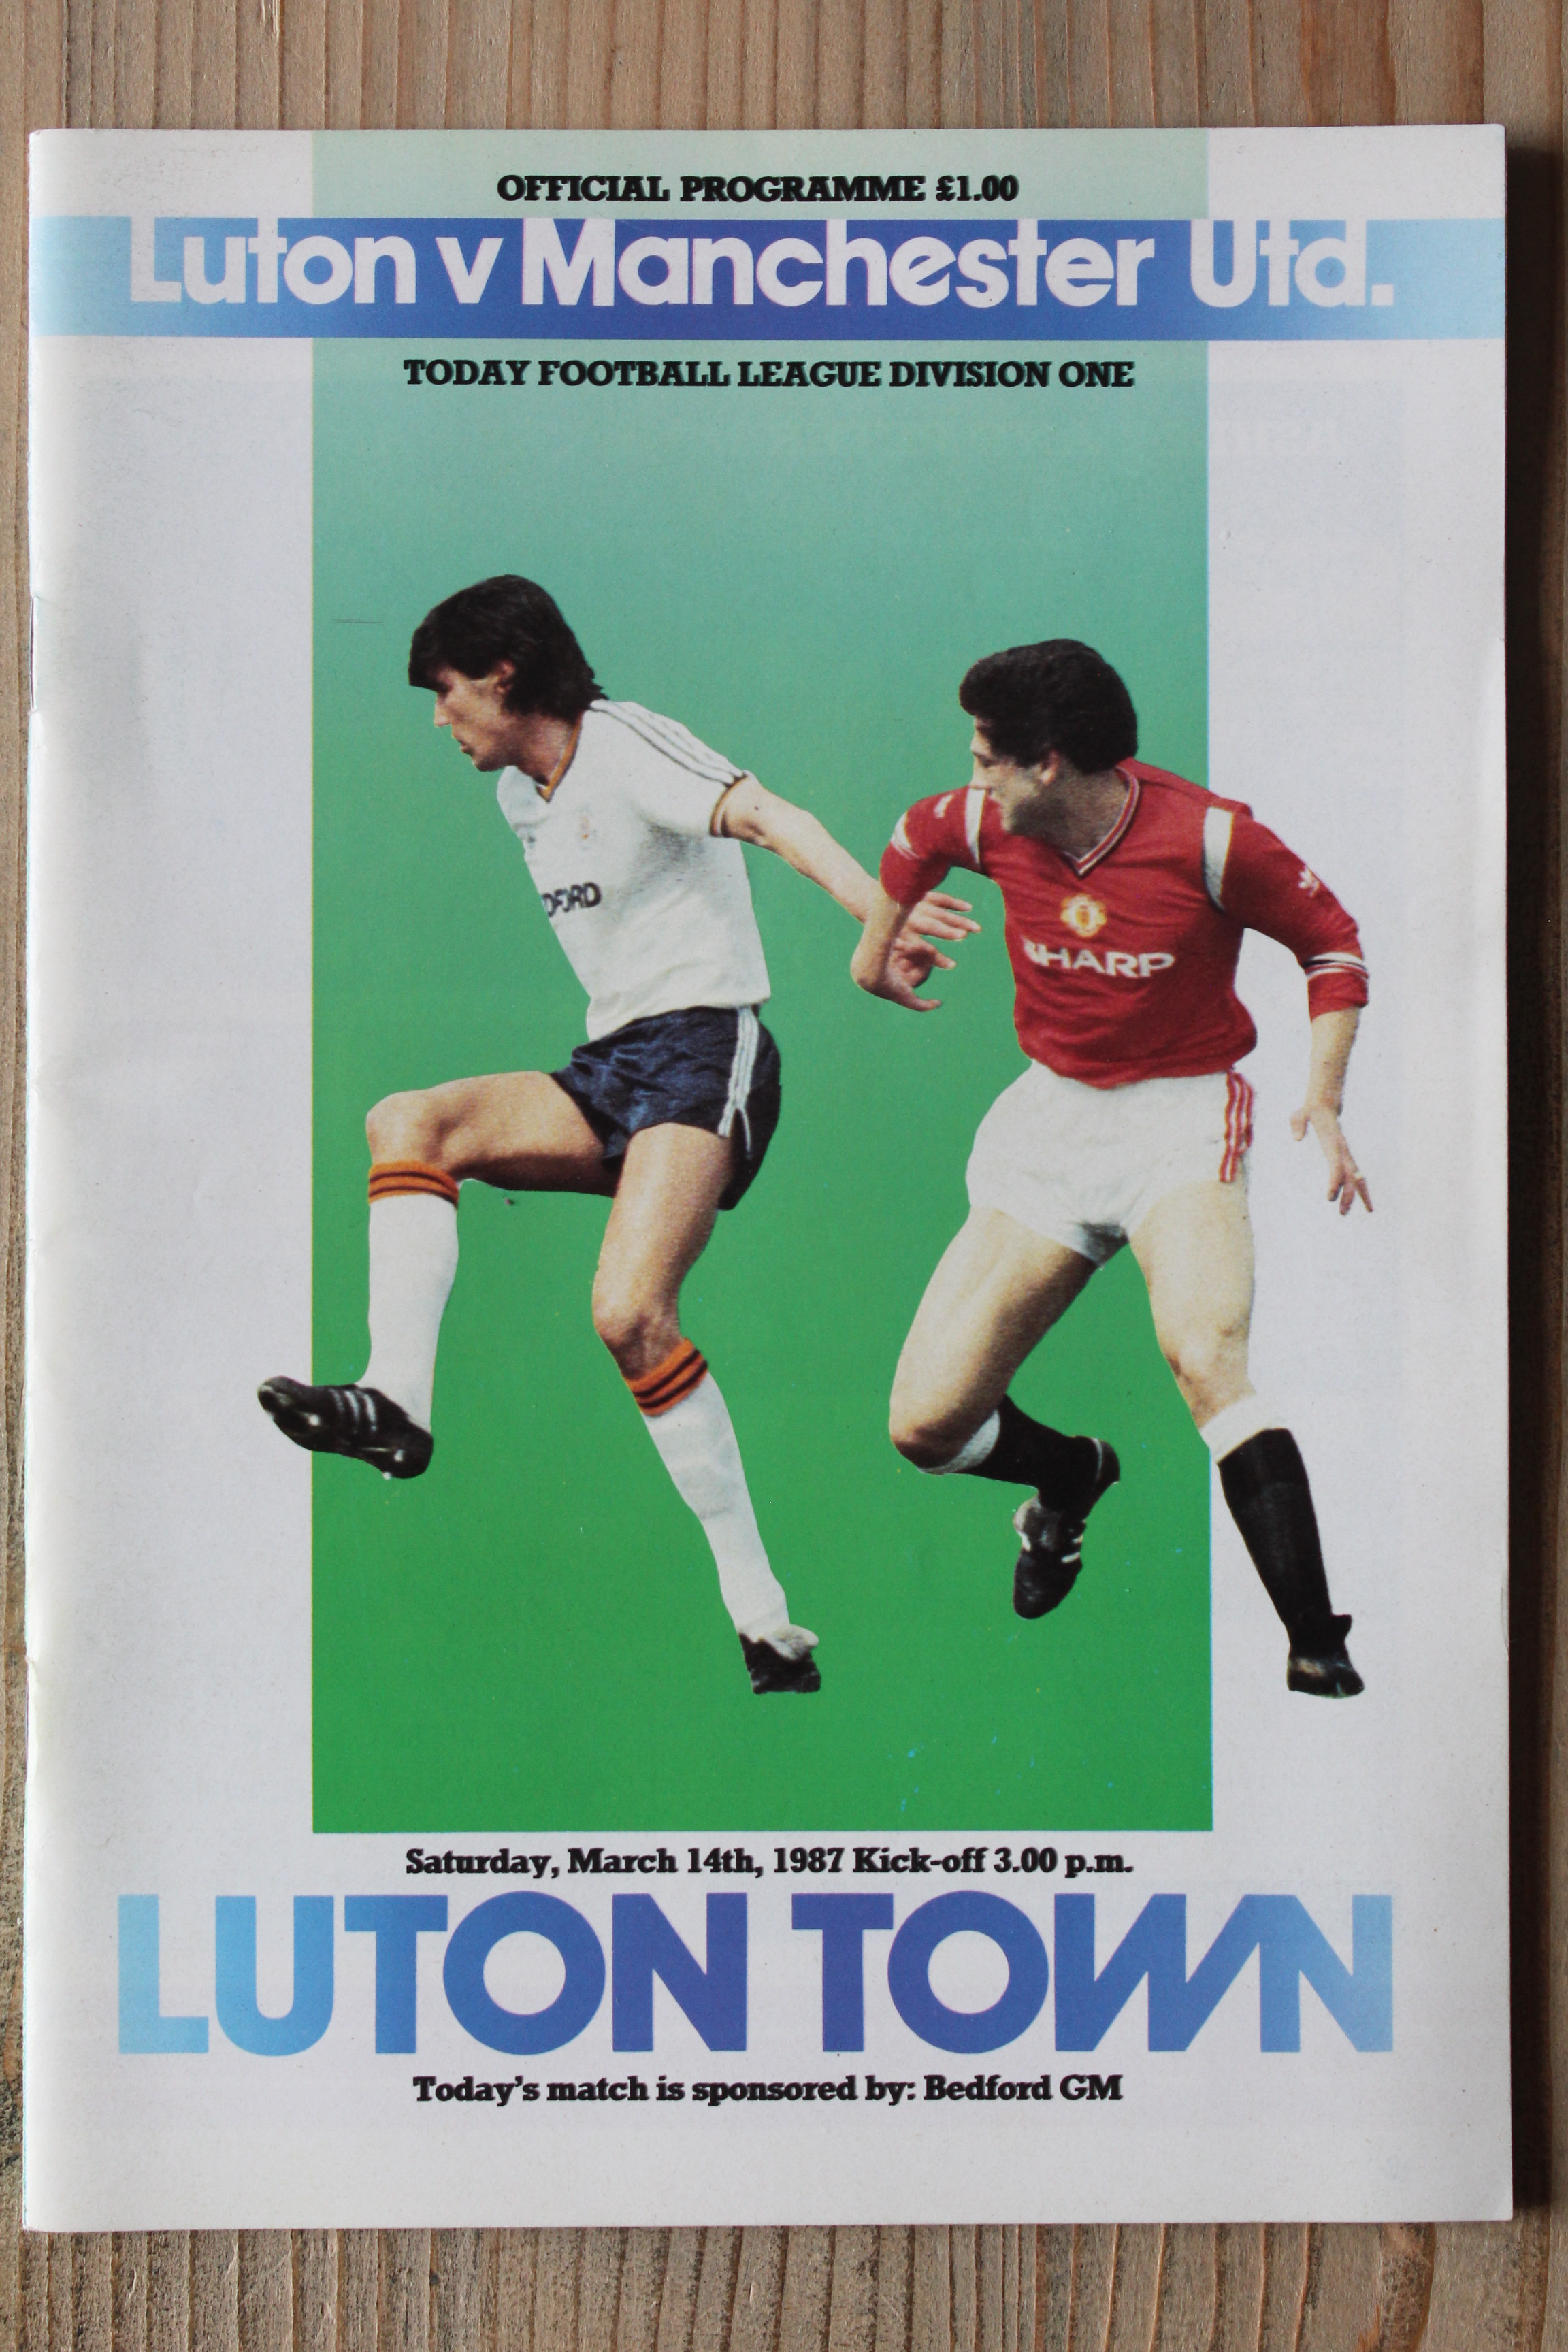 OFFICIAL PROGRAMME £1.00
Luton v Manchester Utd.
TODAY FOOTBALL LEAGUE DIVISION ONE
DFORD
SHARP
Saturday, March 14th, 1987 Kick-off 3.00 p.m.
LUTON TOWN
Today's match is sponsored by: Bedford GM